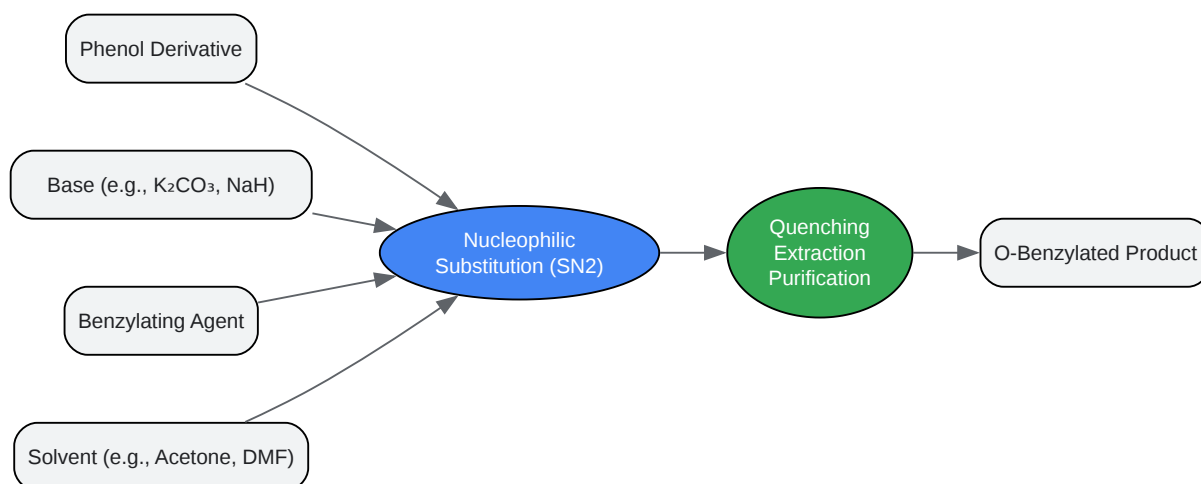 Phenol Derivative
Base (e.g., K₂CO₃, NaH)
Benzylating Agent
Solvent (e.g., Acetone, DMF)
Nucleophilic
Substitution (SN2)
Quenching
Extraction
Purification
O-Benzylated Product